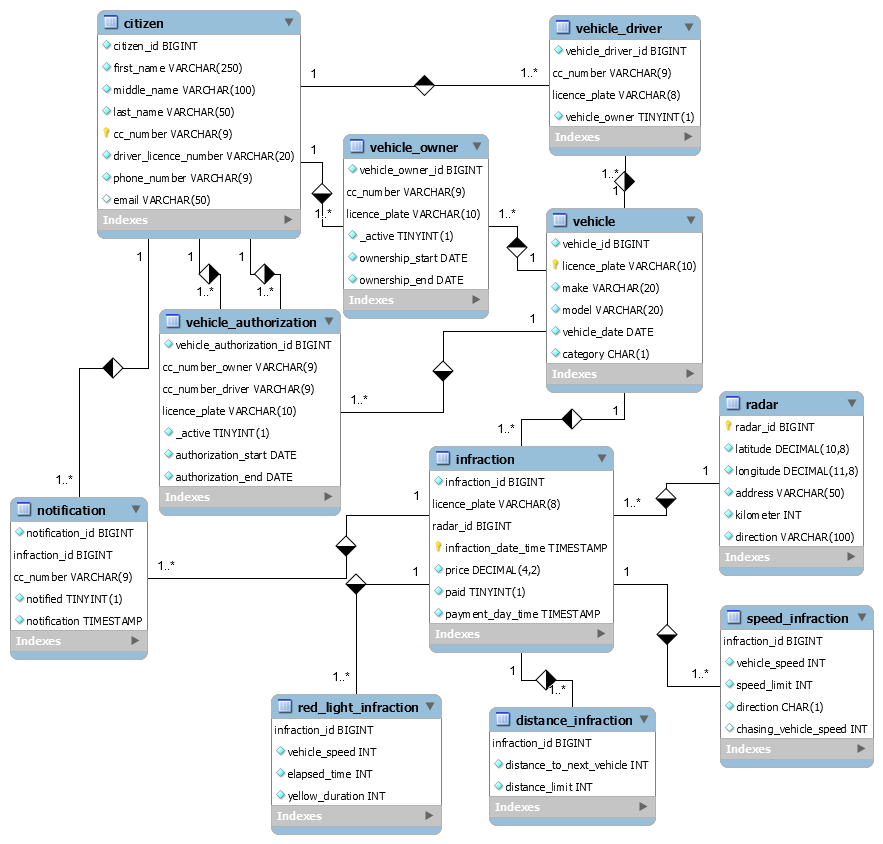 citizen
citizen_id BIGINT
first_name VARCHAR(250)
middle_name VARCHAR(100)
last_name VARCHAR(50)
cc_number VARCHAR(9)
driver_licence_number VARCHAR(20)
phone_number VARCHAR(9)
email VARCHAR(50)
Indexes
1
1..*
vehicle_driver
vehicle_driver_id BIGINT
cc_number VARCHAR(9)
licence_plate VARCHAR(8)
vehicle_owner TINYINT(1)
Indexes
1
1..*
vehicle_owner
vehicle_owner_id BIGINT
cc_number VARCHAR(9)
licence_plate VARCHAR(10)
_active TINYINT(1)
ownership_start DATE
ownership_end DATE
Indexes
1..*
1
1..*
1
vehicle
vehicle_id BIGINT
licence_plate VARCHAR(10)
make VARCHAR(20)
model VARCHAR(20)
vehicle_date DATE
category CHAR(1)
Indexes
1
1
1..*
1
1..*
vehicle_authorization
vehicle_authorization_id BIGINT
cc_number_owner VARCHAR(9)
cc_number_driver VARCHAR(9)
licence_plate VARCHAR(10)
_active TINYINT(1)
authorization_start DATE
authorization_end DATE
Indexes
1
1..*
1
1..*
radar
radar_id BIGINT
latitude DECIMAL(10,8)
longitude DECIMAL(11,8)
address VARCHAR(50)
kilometer INT
direction VARCHAR(100)
Indexes
infraction
infraction_id BIGINT
licence_plate VARCHAR(8)
radar_id BIGINT
infraction_date_time TIMESTAMP
price DECIMAL(4,2)
paid TINYINT(1)
payment_day_time TIMESTAMP
Indexes
1
1..*
1..*
notification
notification_id BIGINT
infraction_id BIGINT
cc_number VARCHAR(9)
notified TINYINT(1)
notification TIMESTAMP
Indexes
1
1..*
1
1..*
1
1..*
speed_infraction
infraction_id BIGINT
vehicle_speed INT
speed_limit INT
direction CHAR(1)
chasing_vehicle_speed INT
Indexes
1
1..*
red_light_infraction
infraction_id BIGINT
vehicle_speed INT
elapsed_time INT
yellow_duration INT
Indexes
distance_infraction
infraction_id BIGINT
distance_to_next_vehicle INT
distance_limit INT
Indexes